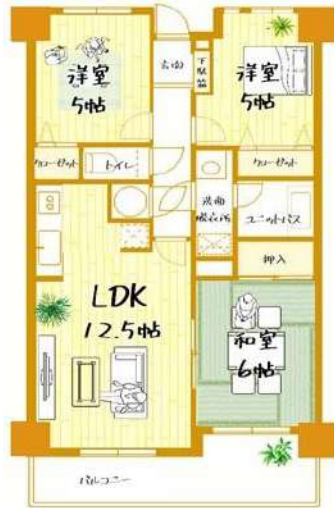 洋室
5帖
玄関
下駄箱
洋室
5帖
クローゼット
トイレ
クローゼット
洗面
脱衣所
ユニットバス
押入
LDK
12.5帖
和室
6帖
バルコニー